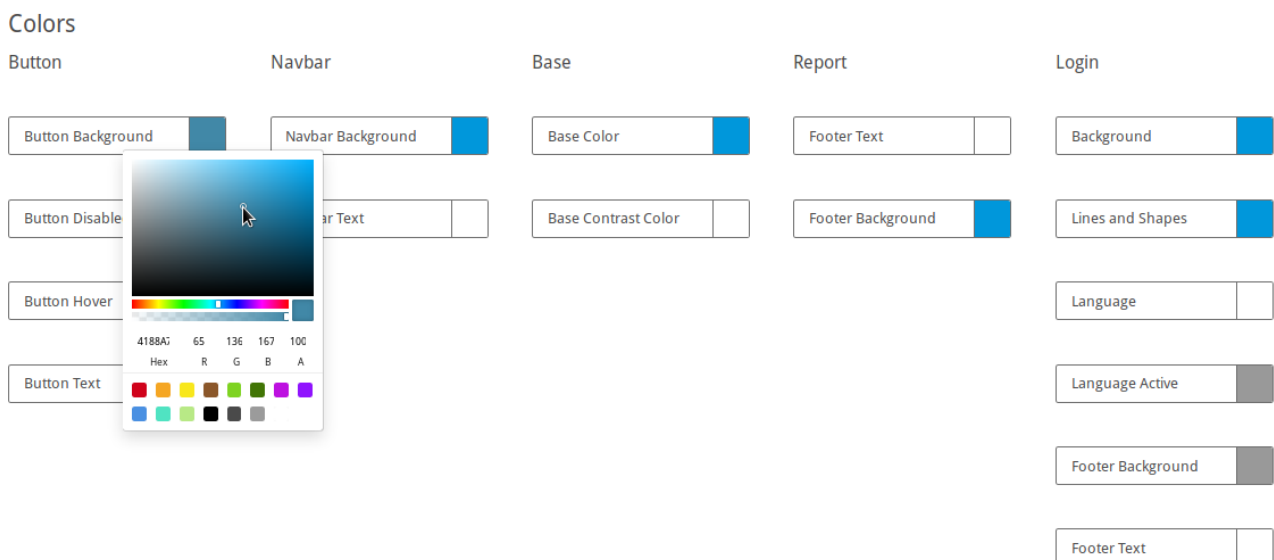 Colors
Button Navbar Base Report Login
Button Background Navbar Background Base Color Footer Text Background
Button Disable ar Text Base Contrast Color Footer Background Lines and Shapes
Button Hover Language
4188A7 65 136 167 100
Hex R G B A
Button Text Language Active
Footer Background
Footer Text